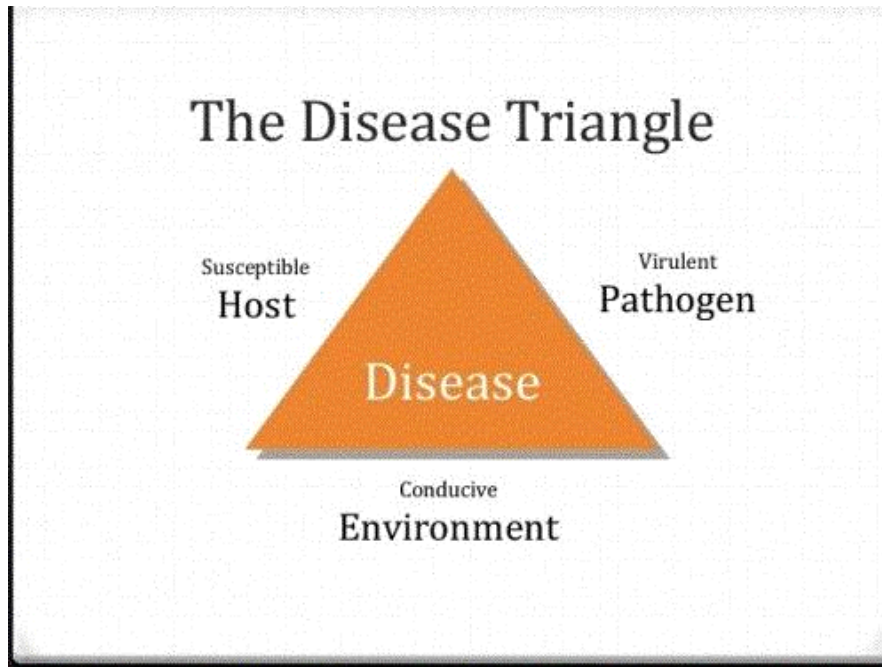 The Disease Triangle
Susceptible
Host
Virulent
Pathogen
Disease
Conducive
Environment